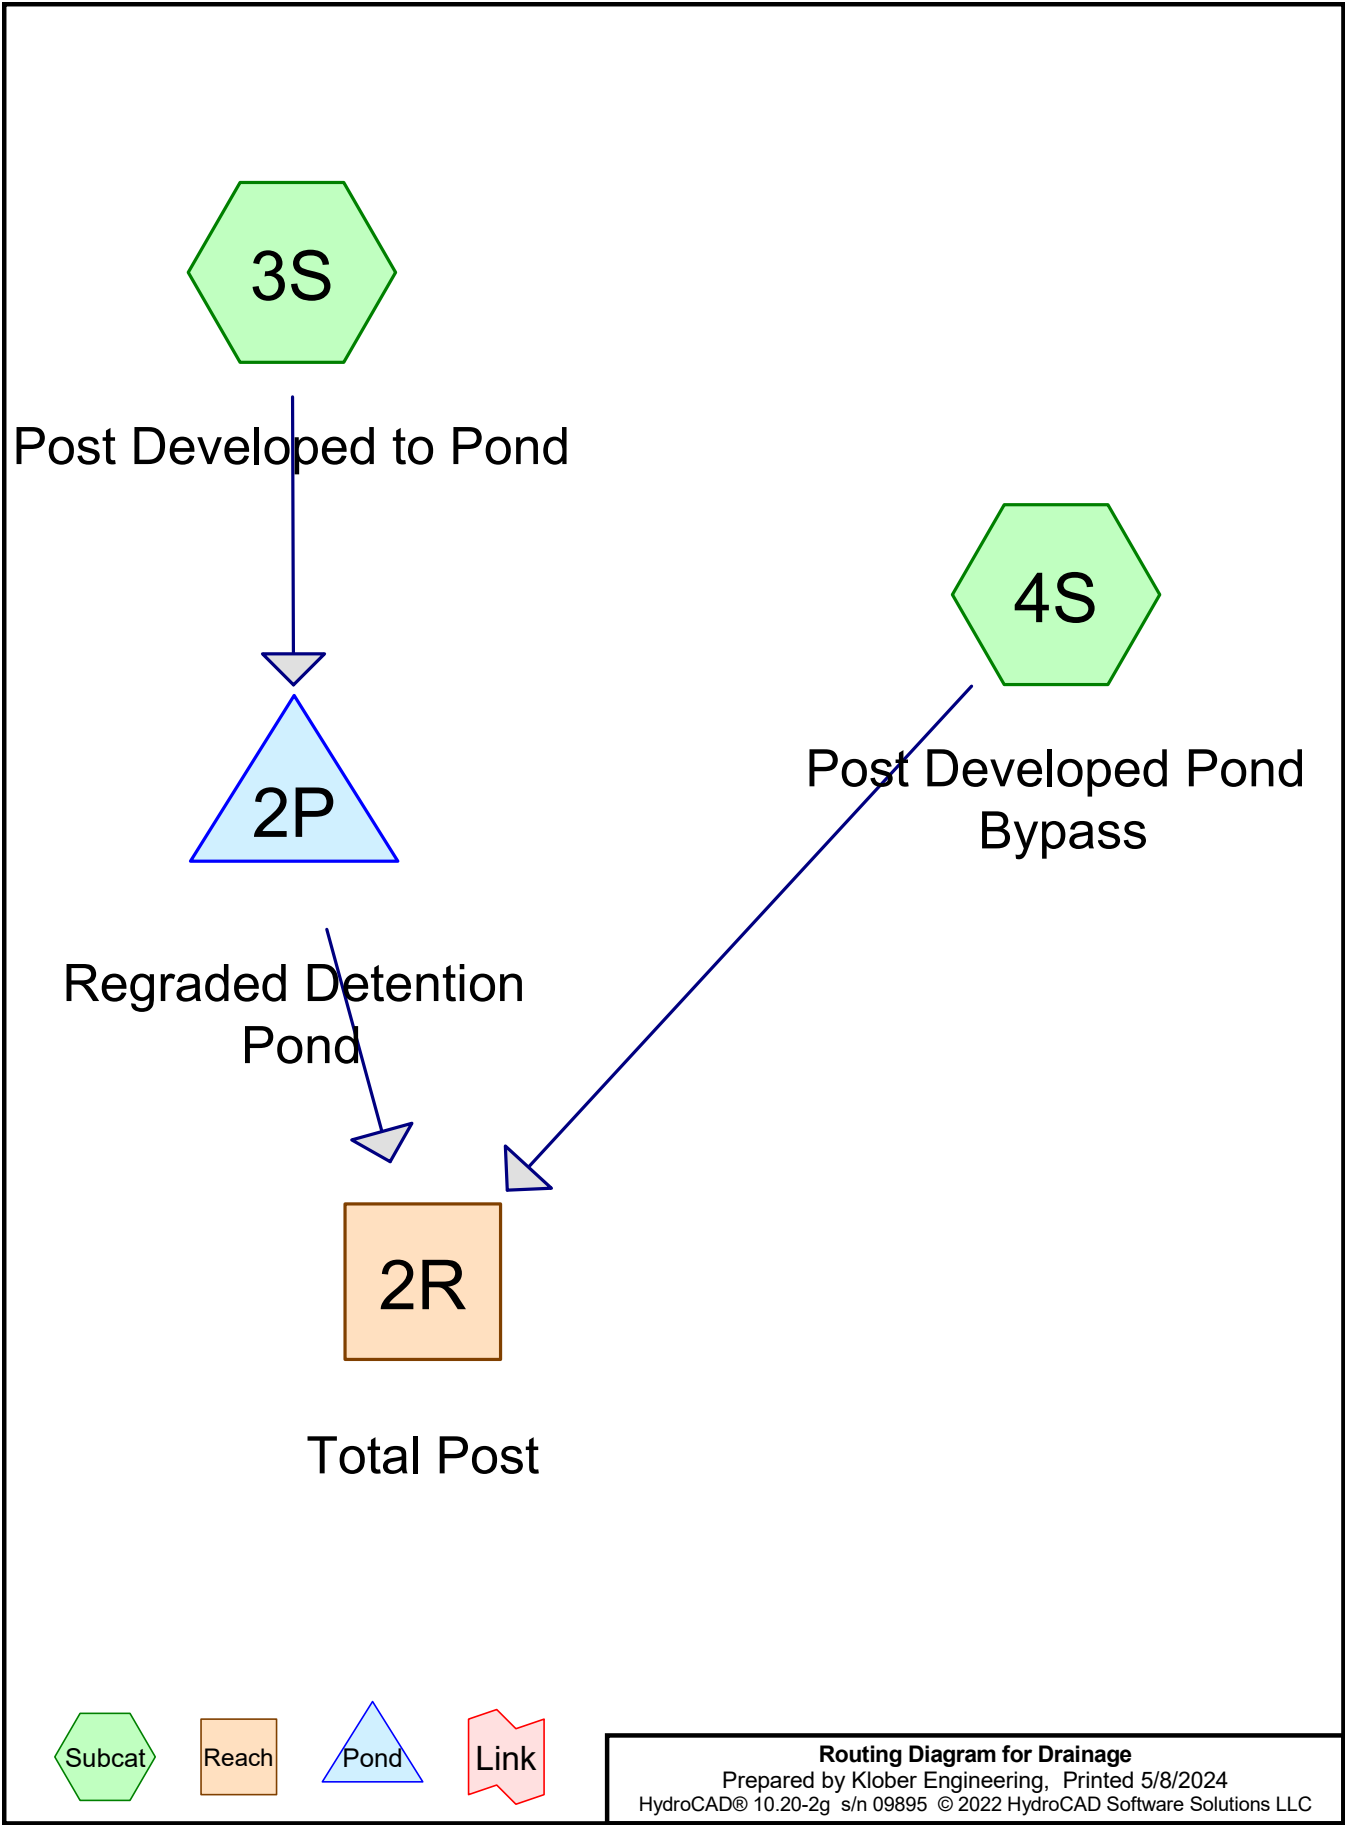 3S
Post Developed to Pond
4S
Post Developed Pond
Bypass
2P
Regraded Detention
Pond
2R
Total Post
Subcat
Reach
Pond
Link
Routing Diagram for Drainage
Prepared by Klober Engineering,  Printed 5/8/2024
HydroCAD® 10.20-2g  s/n 09895  © 2022 HydroCAD Software Solutions LLC